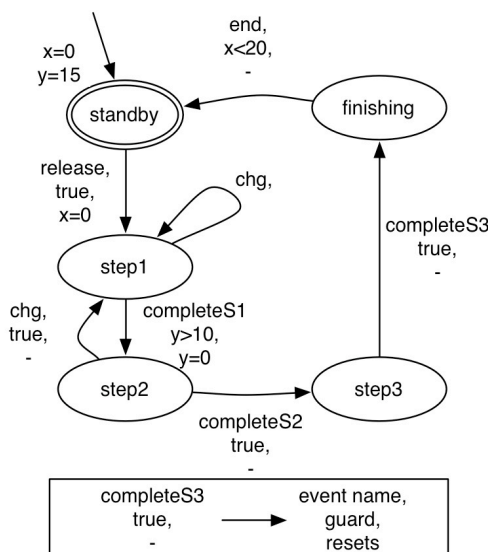 x=0
y=15
standby
end,
x<20,
-
finishing
release,
true,
x=0
chg,
step1
completeS3
true,
-
chg,
true,
-
completeS1
y>10,
y=0
step2
step3
completeS2
true,
-
completeS3
true,
-
event name,
guard,
resets